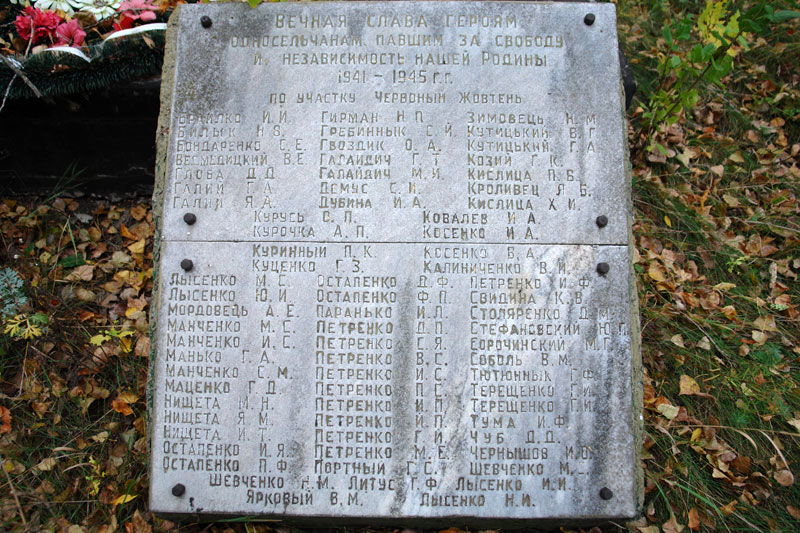 Вечная слава героям
односельчанам, павшим за свободу
и независимость нашей Родины
1941 – 1945 г.г.
по участку Червоный Жовтень
И.И. Гирман Н.П. Зимовець Н.М.
Билык Н.В. Гребиннык С.И. Кутицький В.Г.
Бондаренко С.Е. Гвоздик О.А. Кутицький Г.А.
Ведмедицкий В.Е. Галайдич Г.Т. Козий Г.К.
Глова Д.Д. Галайдич М.И. Кислица П.Б.
Галий Г.А. Демус С.И. Кроливец Л.Б.
Галий Я.А. Дубина И.А. Кислица Х.И.
Курусь С.П. Ковалев И.А.
Курочка А.П. Косенко И.А.
Куринный П.К. Косенко В.А.
Куценко Г.З. Калиниченко В.И.
Лысенко М.С. Остапенко Д.Ф. Петренко И.Ф.
Лысенко Ю.И. Остапенко Ф.П. Свидина К.В.
Мордовець А.Е. Паранько И.Л. Столяренко Д.М.
Манченко М.С. Петренко Д.П. Стефановский Ю.Г.
Манченко И.С. Петренко С.Я. Сорочинский М.Г.
Манько Г.А. Петренко В.С. Соболь В.М.
Манченко С.М. Петренко И.С. Тютюнных Г.Ф.
Маценко Г.Д. Петренко П.Е. Терещенко Г.И.
Нищета М.Н. Петренко И.П. Терещенко Г.И.
Нищета Я.М. Петренко И.П. Тума И.Ф.
Нищета И.Т. Петренко Г.И. Чуб Д.Д.
Остапенко И.Я. Петренко М.Е. Чернышов И.В.
Остапенко П.Ф. Портный Г.С. Шевченко М.С.
Шевченко Н.М. Литус Г.Ф. Лысенко И.И.
Ярковый В.М. Лысенко Н.И.